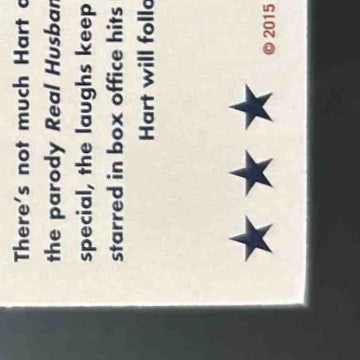 There's not much Hart
the parody Real Husban
special, the laughs keep
starred in box office hits
Hart will follo
© 2015